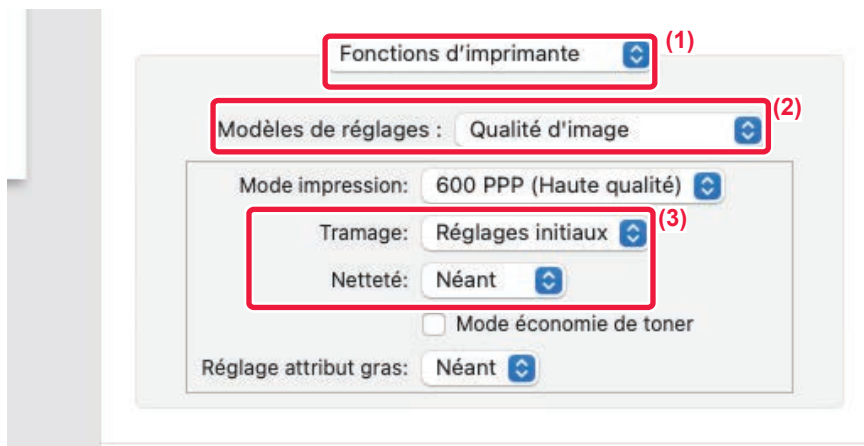 Fonctions d'imprimante (1)
(2)
Modèles de réglages : Qualité d'image
Mode impression: 600 PPP (Haute qualité)
(3)
Tramage: Réglages initiaux
Netteté: Néant
Mode économie de toner
Réglage attribut gras: Néant